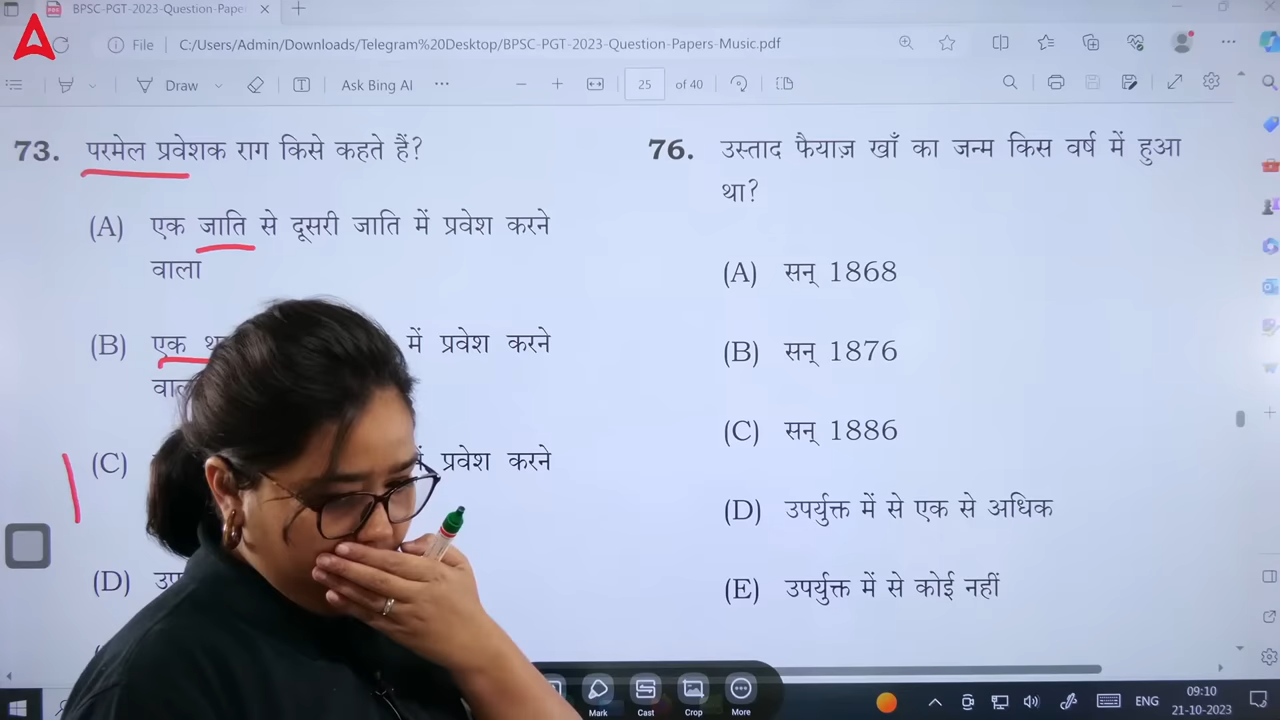 BPSC-PGT-2023-Question-Pape
File
C:/Users/Admin/Downloads/Telegram%20Desktop/BPSC-PGT-2023-Question-Papers-Music.pdf
Draw
Ask Bing AI
25 of 40
73. परमेल प्रवेशक राग किसे कहते हैं?
(A) एक जाति से दूसरी जाति में प्रवेश करने
वाला
(B) एक में प्रवेश करने
(C) प्रवेश करने
(D)
76. उस्ताद फैयाज़ खाँ का जन्म किस वर्ष में हुआ
था?
(A) सन् 1868
(B) सन् 1876
(C) सन् 1886
(D) उपर्युक्त में से एक से अधिक
(E) उपर्युक्त में से कोई नहीं
Mark Cast Crop More
ENG
09:10
21-10-2023